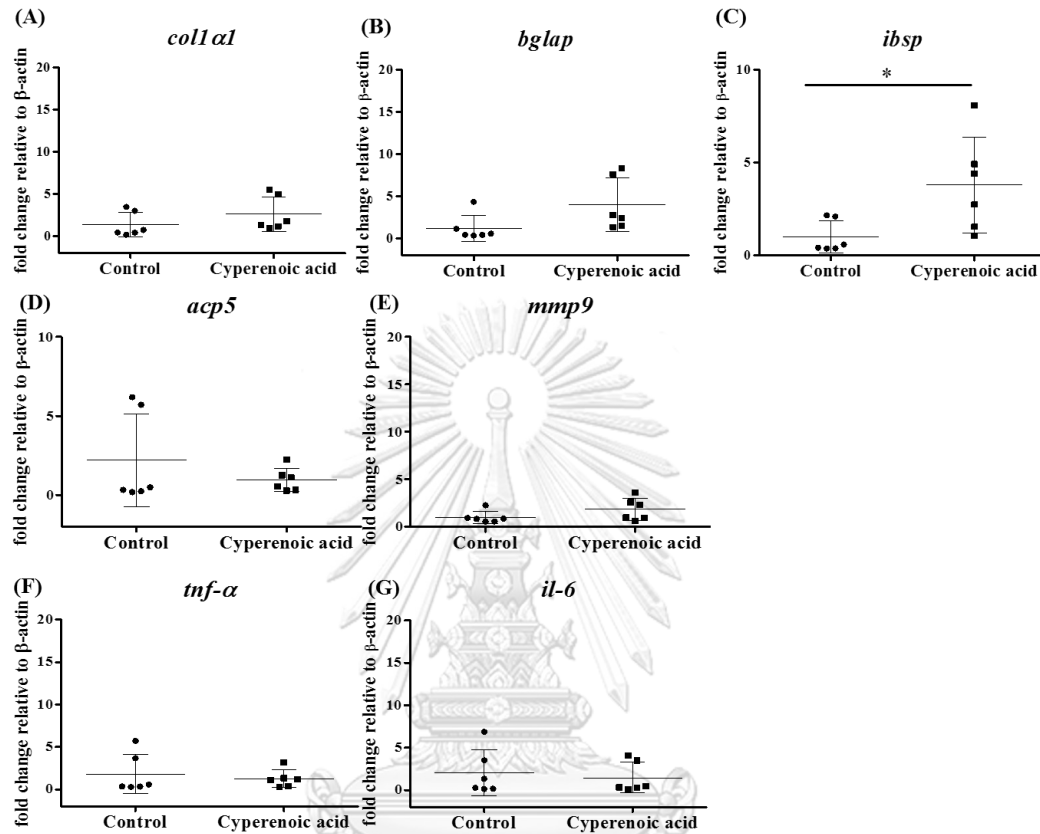 (A)
col1α1
fold change relative to β-actin
20
15
10
5
0
Control Cyperenoic acid
(B)
bglap
fold change relative to β-actin
20
15
10
5
0
Control Cyperenoic acid
(C)
ibsp
fold change relative to β-actin
10
5
0
*
Control Cyperenoic acid
(D)
acp5
fold change relative to β-actin
10
5
0
Control Cyperenoic acid
(E)
mmp9
fold change relative to β-actin
20
15
10
5
0
Control Cyperenoic acid
(F)
tnf-α
fold change relative to β-actin
20
15
10
5
0
Control Cyperenoic acid
(G)
il-6
fold change relative to β-actin
20
15
10
5
0
Control Cyperenoic acid